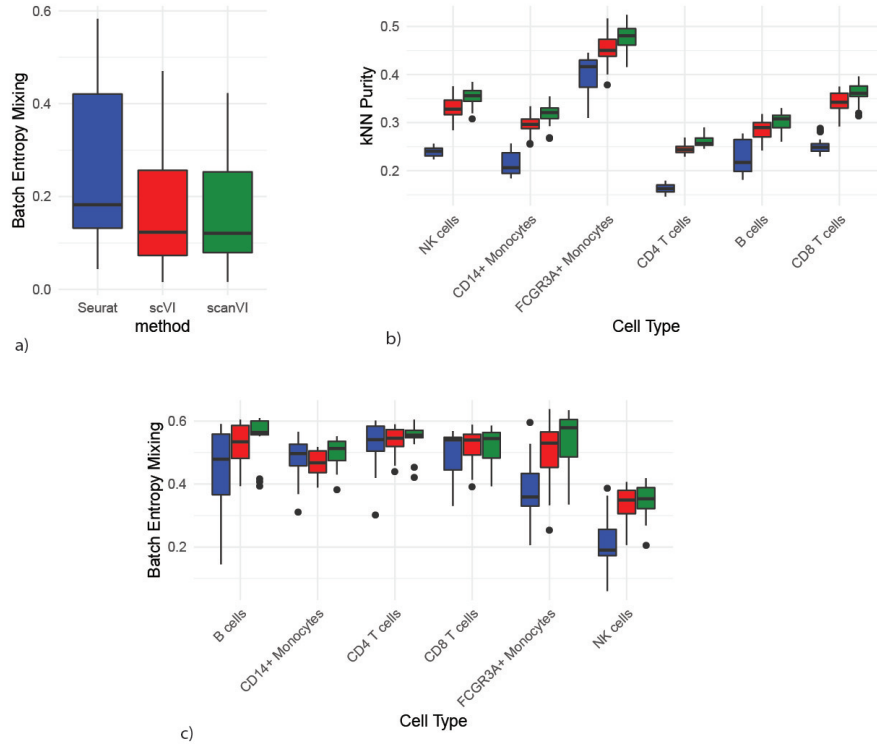 0.6
0.4
0.2
0.0
Batch Entropy Mixing
Seurat scVI scanVI
method
a)
0.5
0.4
0.3
0.2
kNN Purity
NK cells
CD14+ Monocytes
FCGR3A+ Monocytes
CD4 T cells
B cells
CD8 T cells
Cell Type
b)
0.6
0.4
0.2
Batch Entropy Mixing
B cells
CD14+ Monocytes
CD4 T cells
CD8 T cells
FCGR3A+ Monocytes
NK cells
Cell Type
c)